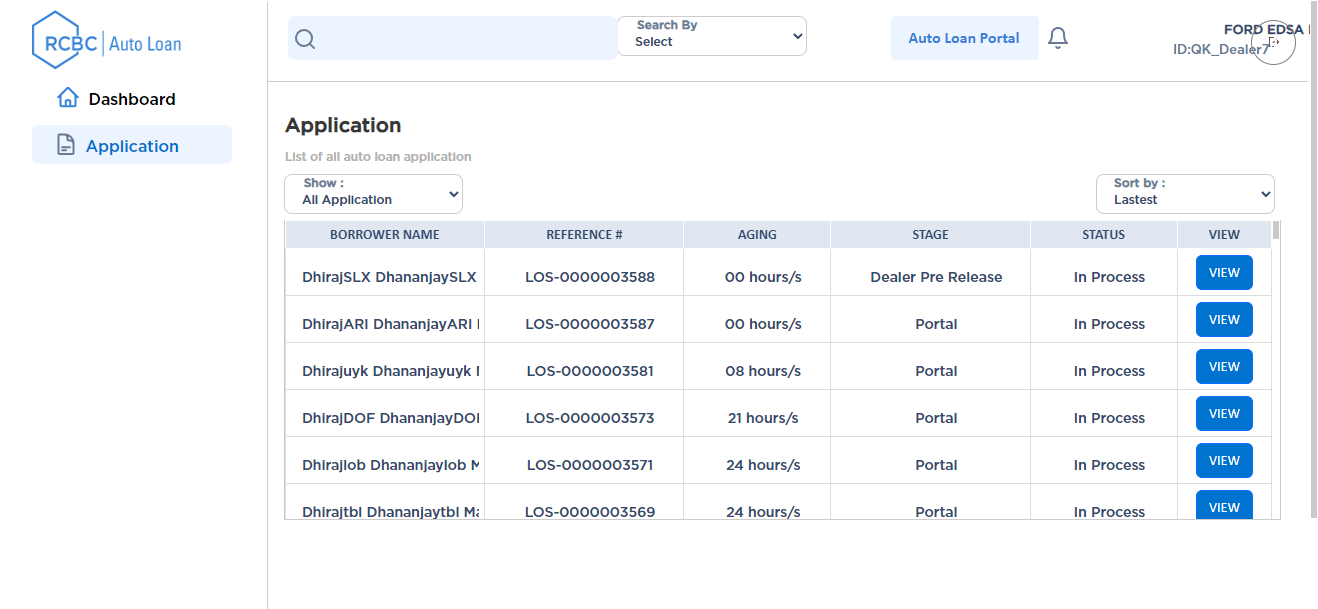 RCBC Auto Loan
Dashboard
Application
Search By
Select
Auto Loan Portal
FORD EDSA
ID:QK_Dealer7
Application
List of all auto loan application
Show :
All Application
Sort by :
Lastest
BORROWER NAME REFERENCE # AGING STAGE STATUS VIEW
DhirajSLX DhananjaySLX LOS-0000003588 00 hours/s Dealer Pre Release In Process VIEW
DhirajARI DhananjayARI LOS-0000003587 00 hours/s Portal In Process VIEW
Dhirajuyk Dhananjayuyk LOS-0000003581 08 hours/s Portal In Process VIEW
DhirajDOF LOS-0000003573 21 hours/s Portal In Process VIEW
Dhirajlob Dhananjaylob LOS-0000003571 24 hours/s Portal In Process VIEW
Dhirajtbl Dhananjaytbl LOS-0000003569 24 hours/s Portal In Process VIEW